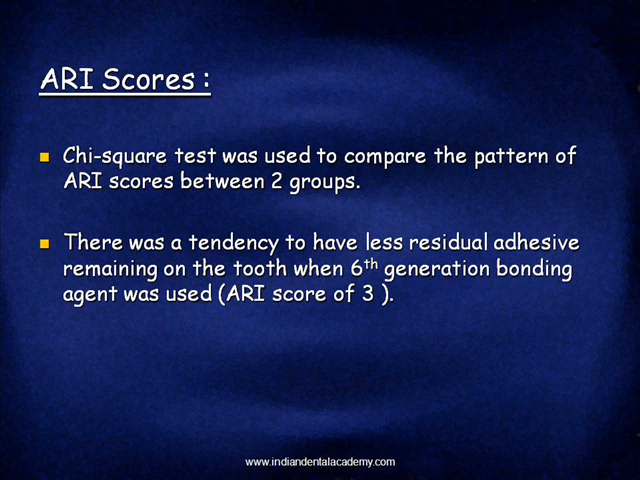 ARI Scores :
Chi-square test was used to compare the pattern of
ARI scores between 2 groups.
There was a tendency to have less residual adhesive
remaining on the tooth when 6th generation bonding
agent was used (ARI score of 3 ).
www.indiandentalacademy.com